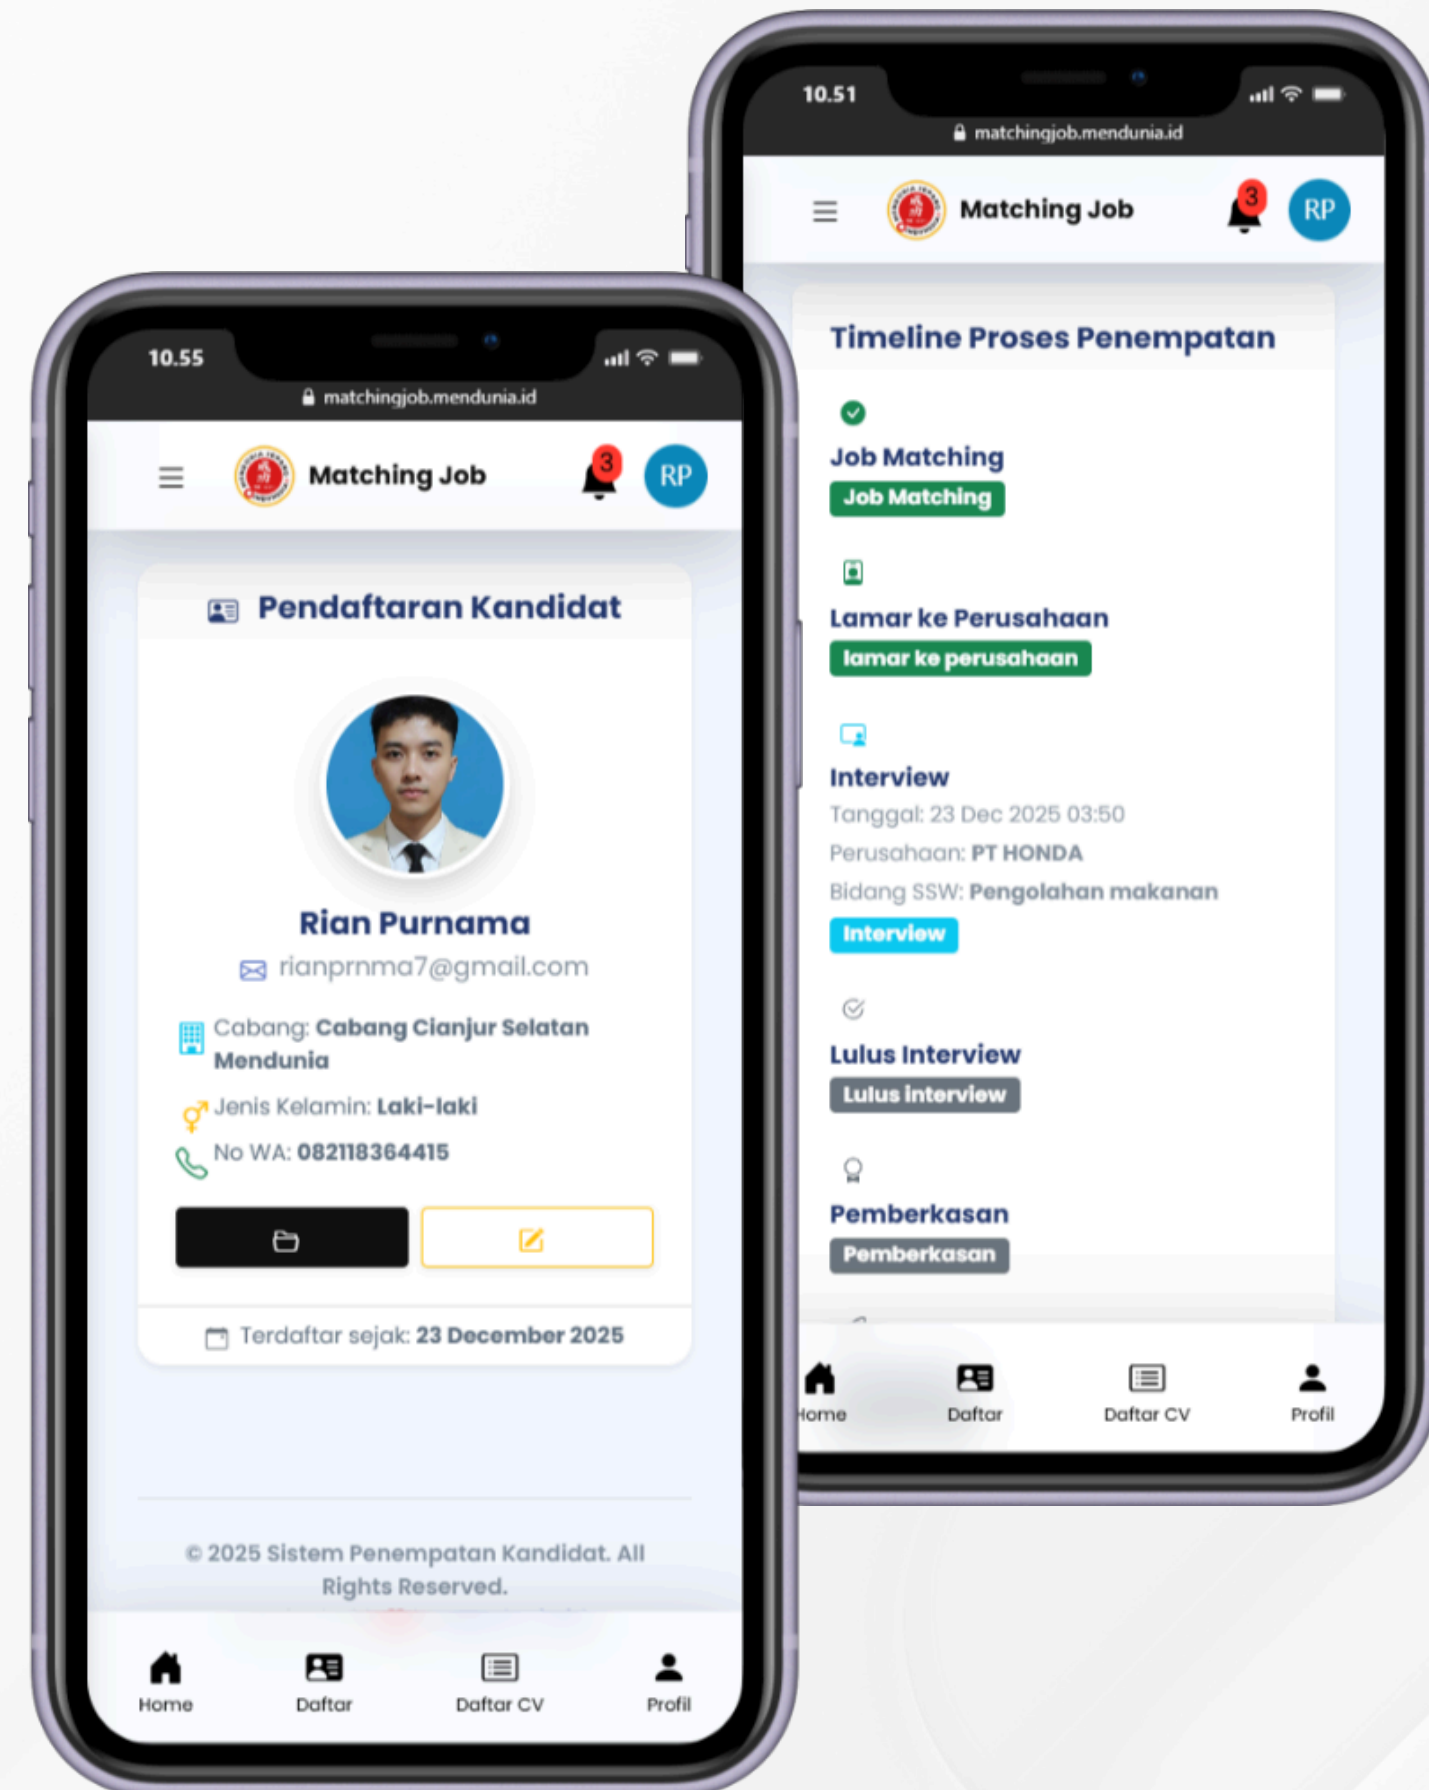 10.55
matchingjob.mendunia.id
Matching Job
3
RP
Pendaftaran Kandidat
Rian Purnama
rianprnma7@gmail.com
Cabang: Cabang Cianjur Selatan
Mendunia
Jenis Kelamin: Laki-laki
No WA: 082118364415
Terdaftar sejak: 23 December 2025
© 2025 Sistem Penempatan Kandidat. All
Rights Reserved.
Home
Daftar
Daftar CV
Profil
10.51
matchingjob.mendunia.id
Matching Job
3
RP
Timeline Proses Penempatan
Job Matching
Job Matching
Lamar ke Perusahaan
lamar ke perusahaan
Interview
Tanggal: 23 Dec 2025 03:50
Perusahaan: PT HONDA
Bidang SSW: Pengolahan makanan
Interview
Lulus Interview
Lulus interview
Pemberkasan
Pemberkasan
Home
Daftar
Daftar CV
Profil